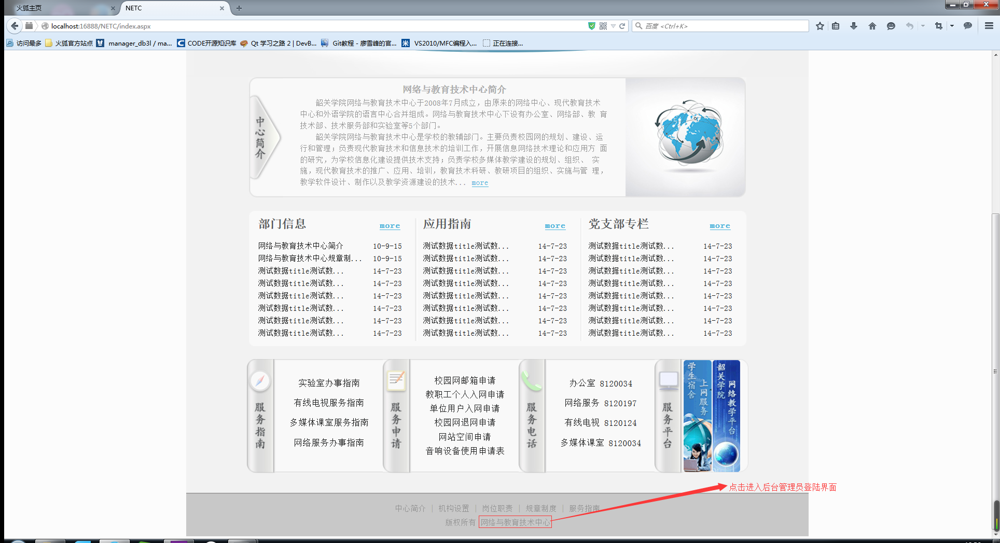 火狐主页
NETC
localhost:16888/NETC/index.aspx
百度 <Ctrl+K>
访问最多 火狐官方站点 manager_db3l / ma... CODE开源知识库 Qt 学习之路 2 | DevB... Git教程 - 廖雪峰的官... VS2010/MFC编程入... 正在连接...
中心简介
网络与教育技术中心简介
韶关学院网络与教育技术中心于2008年7月成立，由原来的网络中心、现代教育技术
中心和外语学院的语言中心合并组成。网络与教育技术中心下设有办公室、网络部、教 育
技术部、技术服务部和实验室等5个部门。
韶关学院网络与教育技术中心是学校的教辅部门。主要负责校园网的规划、建设、运
行和管理；负责现代教育技术和信息技术的培训工作，开展信息网络技术理论和应用方 面
的研究，为学校信息化建设提供技术支持；负责学校多媒体教学建设的规划、组织、 实
施，现代教育技术的推广、应用、培训，教育技术科研、教研项目的组织、实施与管 理，
教学软件设计、制作以及教学资源建设的技术... more
部门信息 more
网络与教育技术中心简介 10-9-15
网络与教育技术中心规章制... 10-9-15
测试数据title测试数... 14-7-23
测试数据title测试数... 14-7-23
测试数据title测试数... 14-7-23
测试数据title测试数... 14-7-23
测试数据title测试数... 14-7-23
测试数据title测试数... 14-7-23
应用指南 more
测试数据title测试数... 14-7-23
测试数据title测试数... 14-7-23
测试数据title测试数... 14-7-23
测试数据title测试数... 14-7-23
测试数据title测试数... 14-7-23
测试数据title测试数... 14-7-23
测试数据title测试数... 14-7-23
测试数据title测试数... 14-7-23
党支部专栏 more
测试数据title测试数... 14-7-23
测试数据title测试数... 14-7-23
测试数据title测试数... 14-7-23
测试数据title测试数... 14-7-23
测试数据title测试数... 14-7-23
测试数据title测试数... 14-7-23
测试数据title测试数... 14-7-23
测试数据title测试数... 14-7-23
服务指南
实验室办事指南
有线电视服务指南
多媒体课室服务指南
网络服务办事指南
服务申请
校园网邮箱申请
教职工个人入网申请
单位用户入网申请
校园网退网申请
网站空间申请
音响设备使用申请表
服务电话
办公室 8120034
网络服务 8120197
有线电视 8120124
多媒体课室 8120034
服务平台
学生宿舍
上网服务
韶关学院
网络教学平台
点击进入后台管理员登陆界面
中心简介 | 机构设置 | 岗位职责 | 规章制度 | 服务指南
版权所有 网络与教育技术中心